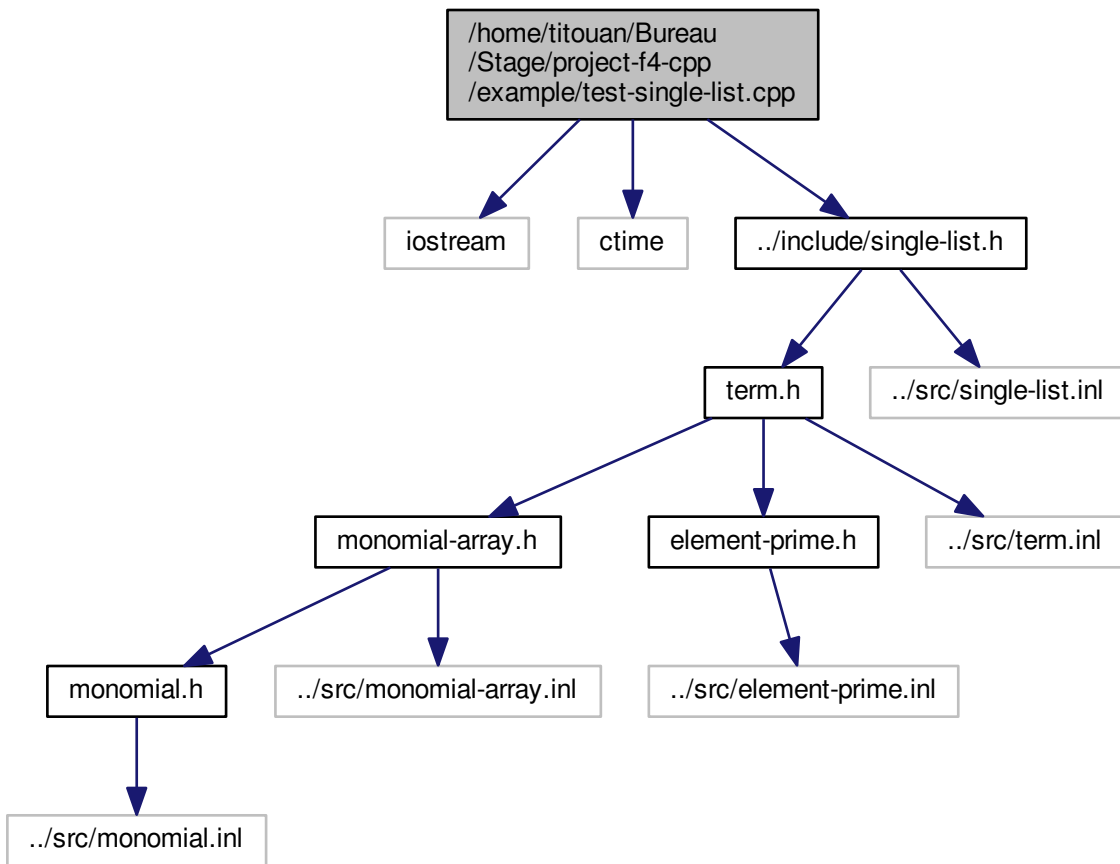 /home/titouan/Bureau
/Stage/project-f4-cpp
/example/test-single-list.cpp
iostream
ctime
../include/single-list.h
term.h
../src/single-list.inl
monomial-array.h
element-prime.h
../src/term.inl
monomial.h
../src/monomial-array.inl
../src/element-prime.inl
../src/monomial.inl